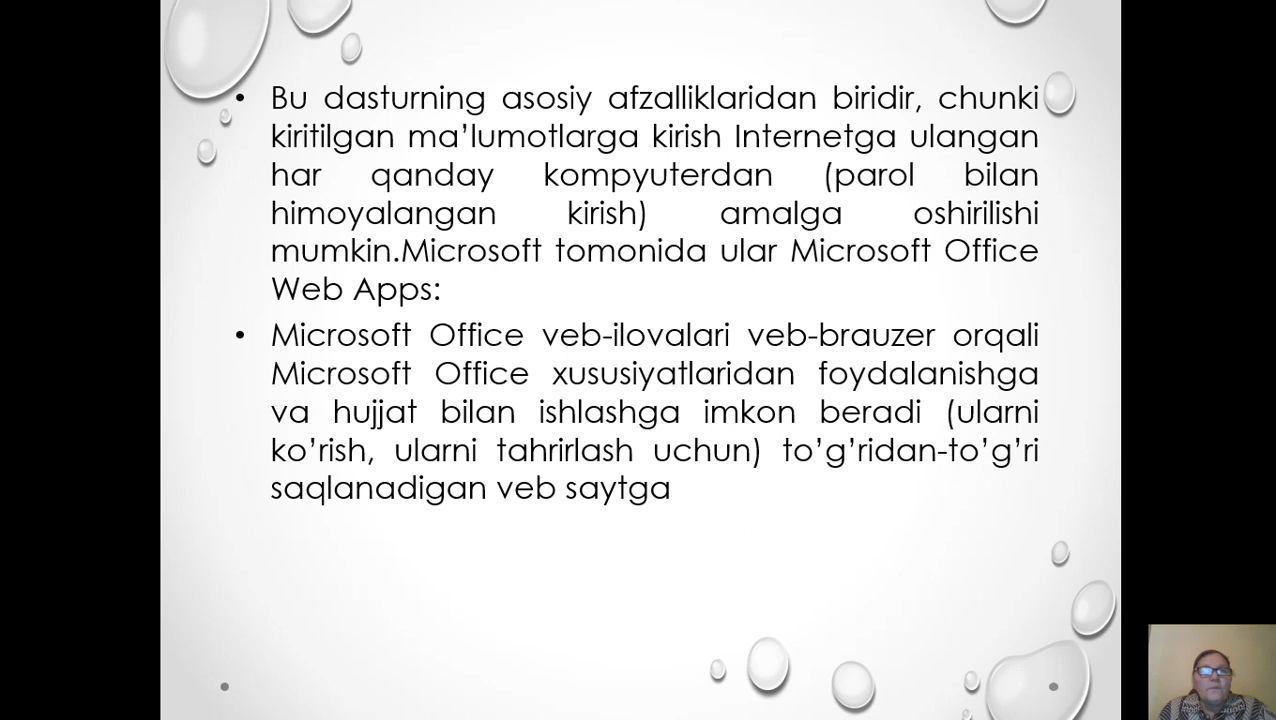 • Bu dasturning asosiy afzalliklaridan biridir, chunki
kiritilgan ma’lumotlarga kirish Internetga ulangan
har qanday kompyuterdan (parol bilan
himoyalangan kirish) amalga oshirilishi
mumkin.Microsoft tomonida ular Microsoft Office
Web Apps:
• Microsoft Office veb-ilovalari veb-brauzer orqali
Microsoft Office xususiyatlaridan foydalanishga
va hujjat bilan ishlashga imkon beradi (ularni
ko’rish, ularni tahrirlash uchun) to’g’ridan-to’g’ri
saqlanadigan veb saytga